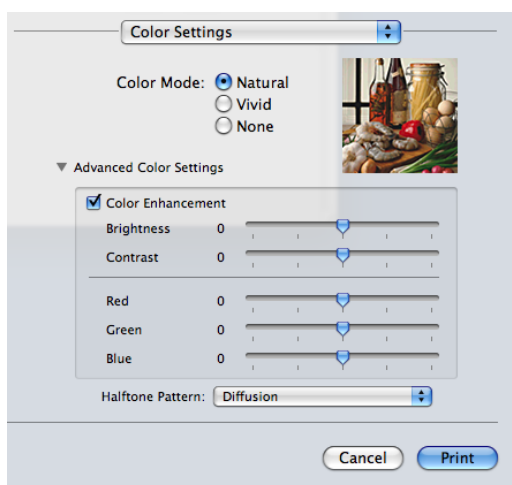 Color Settings
Color Mode: Natural
Vivid
None
Advanced Color Settings
Color Enhancement
Brightness 0
Contrast 0
Red 0
Green 0
Blue 0
Halftone Pattern: Diffusion
Cancel Print